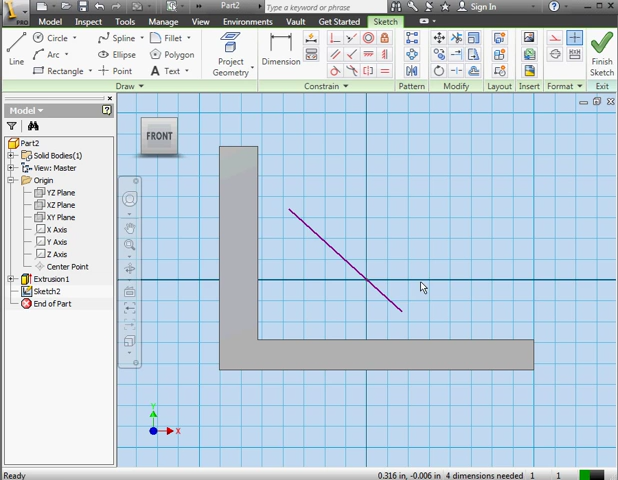 PRO
Part2
Type a keyword or phrase
Sign In
Model Inspect Tools Manage View Environments Vault Get Started Sketch
Line
Circle
Arc
Rectangle
Spline
Ellipse
Point
Fillet
Polygon
Text
Project
Geometry
Dimension
Finish
Sketch
Draw Constrain Pattern Modify Layout Insert Format Exit
Model
Part2
Solid Bodies(1)
View: Master
Origin
YZ Plane
XZ Plane
XY Plane
X Axis
Y Axis
Z Axis
Center Point
Extrusion1
Sketch2
End of Part
FRONT
Y
X
Ready
0.316 in, -0.006 in 4 dimensions needed 1 1